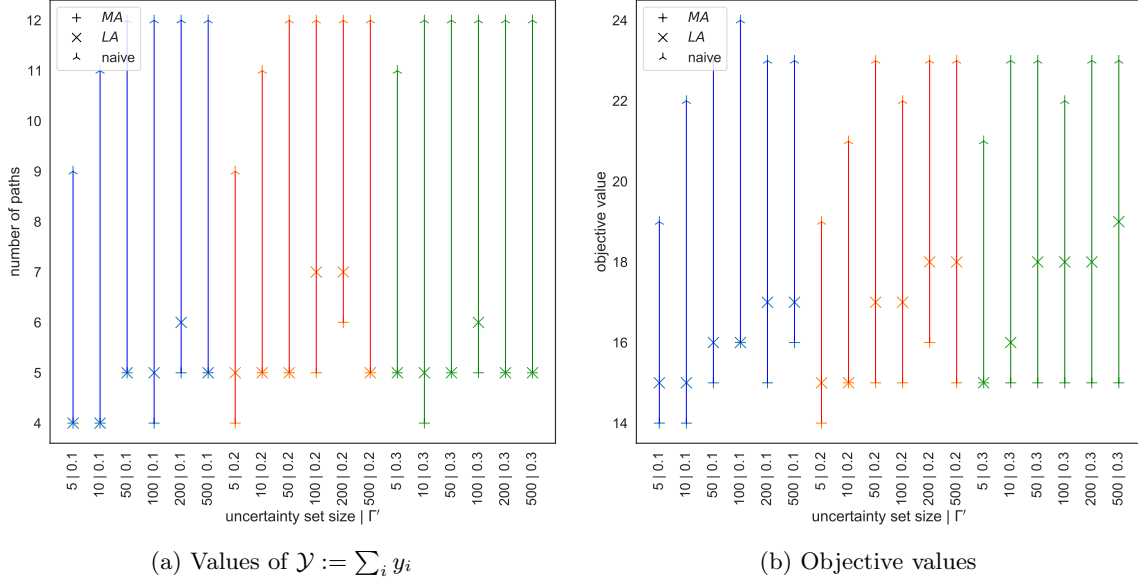 12
11
10
9
8
7
6
5
4
number of paths
MA
LA
naive
5 | 0.1
10 | 0.1
50 | 0.1
100 | 0.1
200 | 0.1
500 | 0.1
5 | 0.2
10 | 0.2
50 | 0.2
100 | 0.2
200 | 0.2
500 | 0.2
5 | 0.3
10 | 0.3
50 | 0.3
100 | 0.3
200 | 0.3
500 | 0.3
uncertainty set size | Γ′
(a) Values of 𝒴 := ∑ᵢ yᵢ
24
22
20
18
16
14
objective value
MA
LA
naive
5 | 0.1
10 | 0.1
50 | 0.1
100 | 0.1
200 | 0.1
500 | 0.1
5 | 0.2
10 | 0.2
50 | 0.2
100 | 0.2
200 | 0.2
500 | 0.2
5 | 0.3
10 | 0.3
50 | 0.3
100 | 0.3
200 | 0.3
500 | 0.3
uncertainty set size | Γ′
(b) Objective values